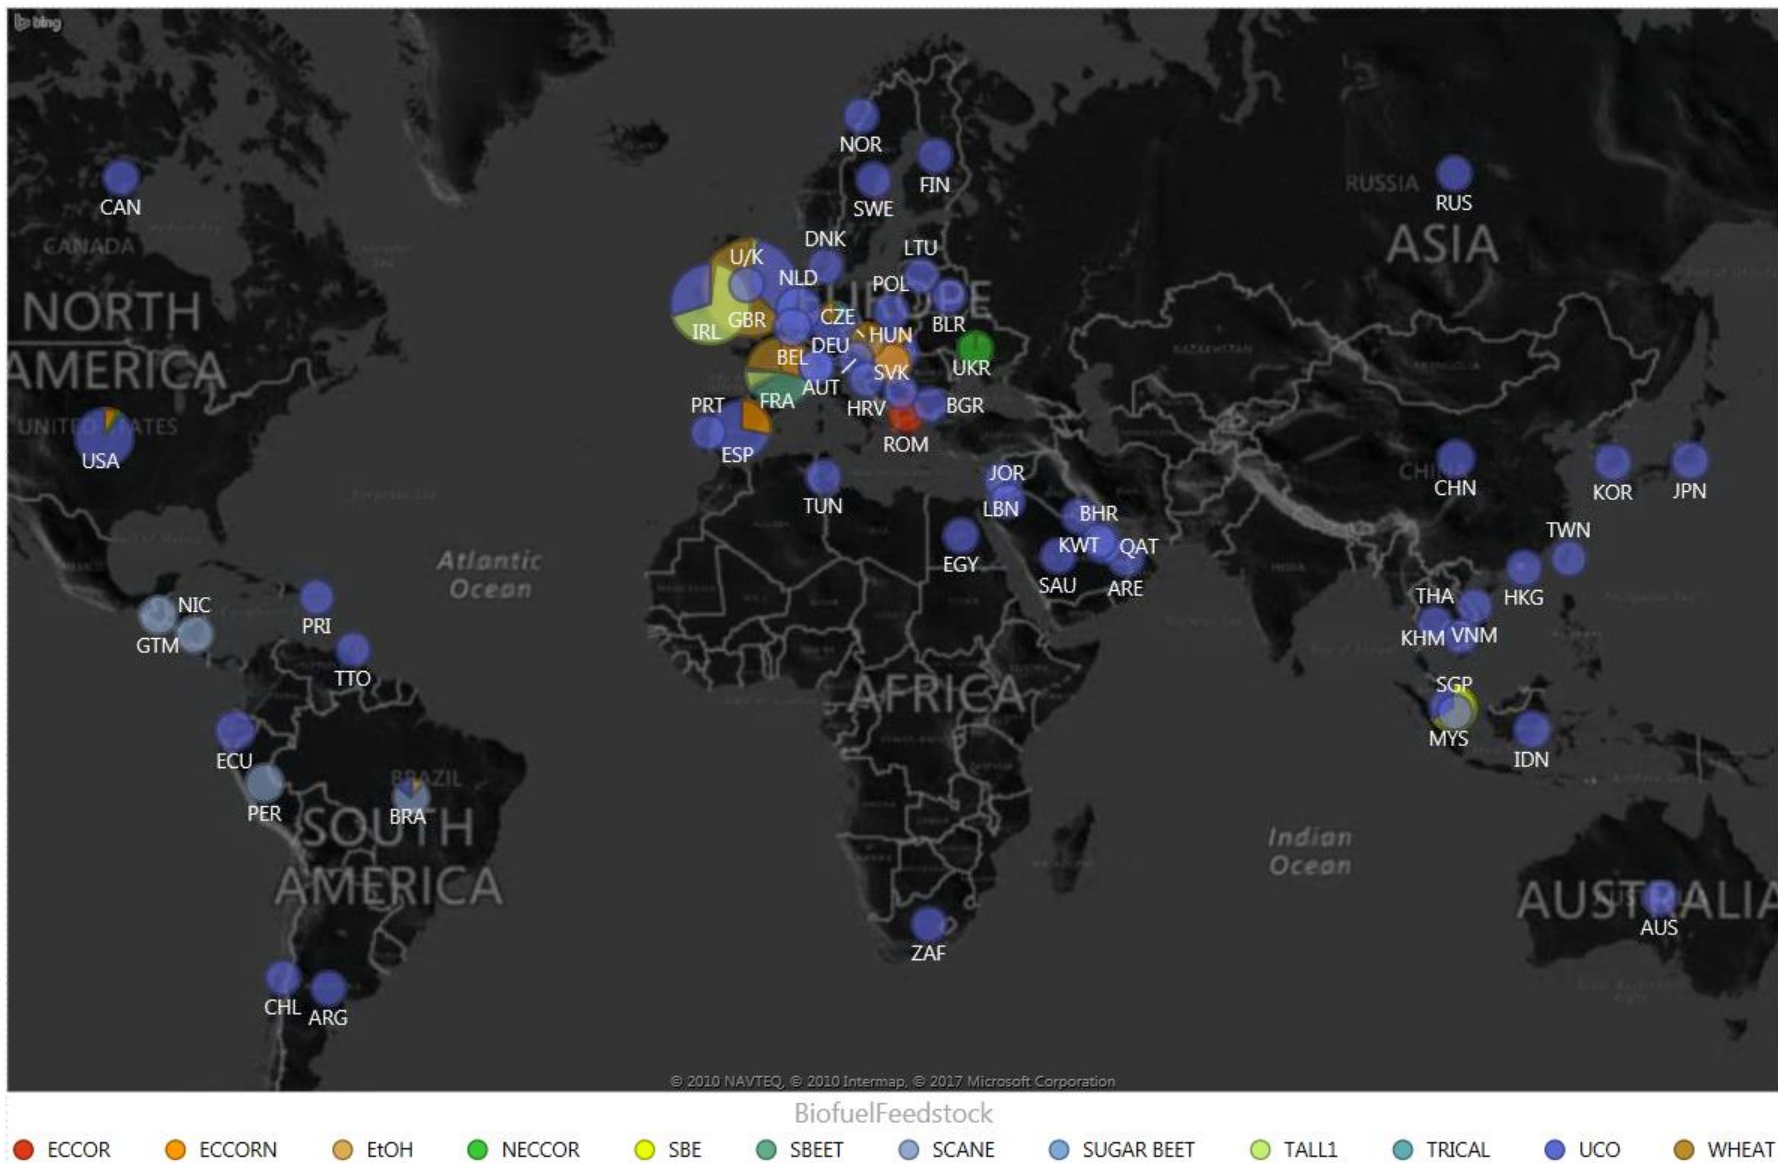 bing
NOR
FIN
SWE
CAN
CANADA
RUSSIA
RUS
ASIA
DNK
LTU
U/K
NLD
POL
EUROPE
NORTH
AMERICA
IRL
GBR
CZE
HUN
BLR
DEU
BEL
SVK
UKR
AUT
FRA
HRV
BGR
PRT
ROM
ESP
UNITED STATES
USA
JOR
LBN
TUN
BHR
KWT
QAT
SAU
ARE
EGY
CHINA
CHN
KOR
JPN
TWN
HKG
THA
KHM
VNM
Atlantic
Ocean
NIC
GTM
PRI
TTO
AFRICA
SGP
MYS
IDN
ECU
PER
BRAZIL
BRA
SOUTH
AMERICA
Indian
Ocean
AUSTRALIA
AUS
ZAF
CHL
ARG
© 2010 NAVTEQ, © 2010 Intermap, © 2017 Microsoft Corporation
BiofuelFeedstock
ECCOR ECCORN EtOH NECCOR SBE SBEET SCANE SUGAR BEET TALL1 TRICAL UCO WHEAT